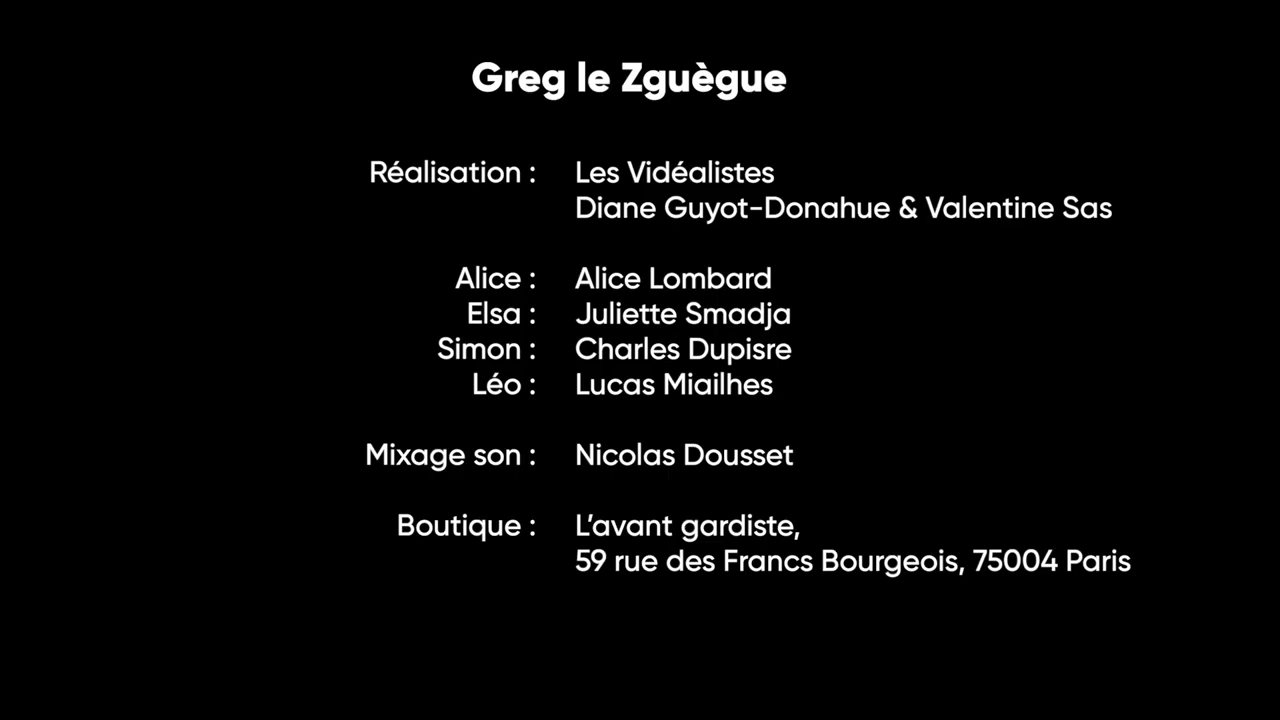 Greg le Zguègue
Réalisation : Les Vidéalistes
Diane Guyot-Donahue & Valentine Sas
Alice : Alice Lombard
Elsa : Juliette Smadja
Simon : Charles Dupisre
Léo : Lucas Miailhes
Mixage son : Nicolas Dousset
Boutique : L’avant gardiste,
59 rue des Francs Bourgeois, 75004 Paris